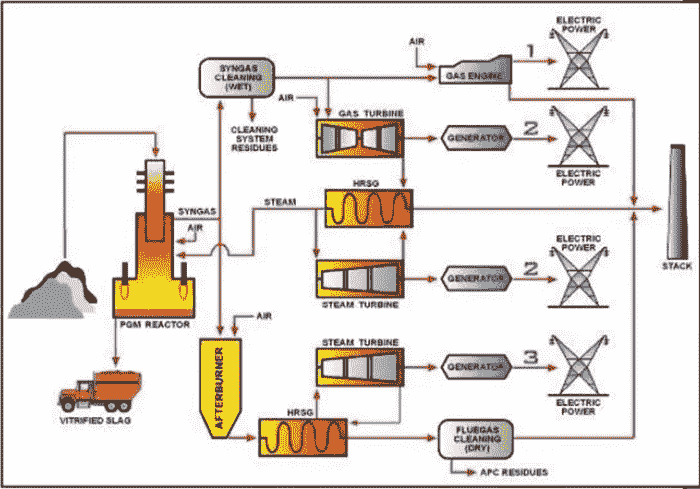 ELECTRIC
POWER
AIR
1
SYNGAS
CLEANING
(WET)
GAS ENGINE
AIR
GAS TURBINE
CLEANING
SYSTEM
RESIDUES
GENERATOR
2
ELECTRIC
POWER
HRSG
STEAM
SYNGAS
AIR
STACK
ELECTRIC
POWER
GENERATOR
2
STEAM TURBINE
PGM REACTOR
AIR
STEAM TURBINE
AFTERBURNER
GENERATOR
3
ELECTRIC
POWER
VITRIFIED SLAG
HRSG
FLUEGAS
CLEANING
(DRY)
APC RESIDUES